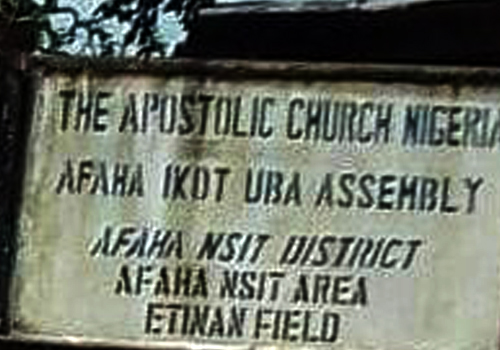 THE APOSTOLIC CHURCH NIGERIA
AFAHA IKOT UBA ASSEMBLY
AFAHA NSIT DISTRICT
AFAHA NSIT AREA
ETINAN FIELD